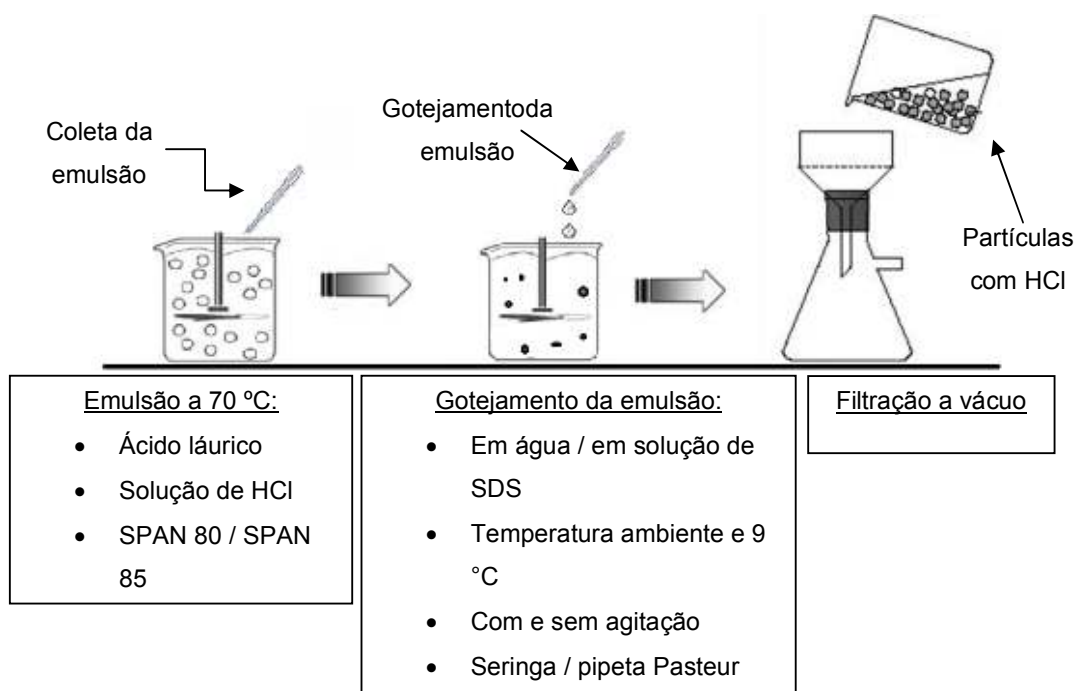 Coleta da
emulsão
Gotejamentoda
emulsão
Partículas
com HCl
Emulsão a 70 ºC:
• Ácido láurico
• Solução de HCl
• SPAN 80 / SPAN
85
Gotejamento da emulsão:
• Em água / em solução de
SDS
• Temperatura ambiente e 9
°C
• Com e sem agitação
• Seringa / pipeta Pasteur
Filtração a vácuo